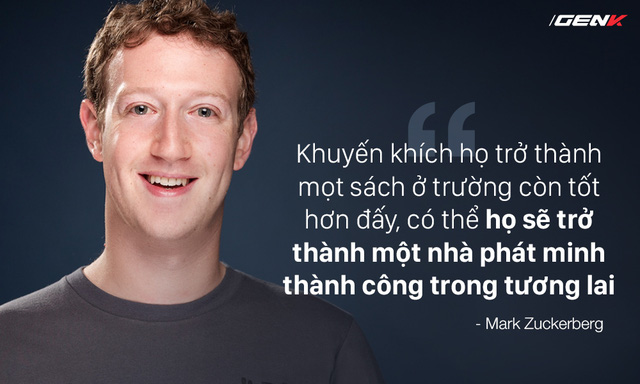 GENK
Khuyến khích họ trở thành
mọt sách ở trường còn tốt
hơn đấy, có thể họ sẽ trở
thành một nhà phát minh
thành công trong tương lai
- Mark Zuckerberg